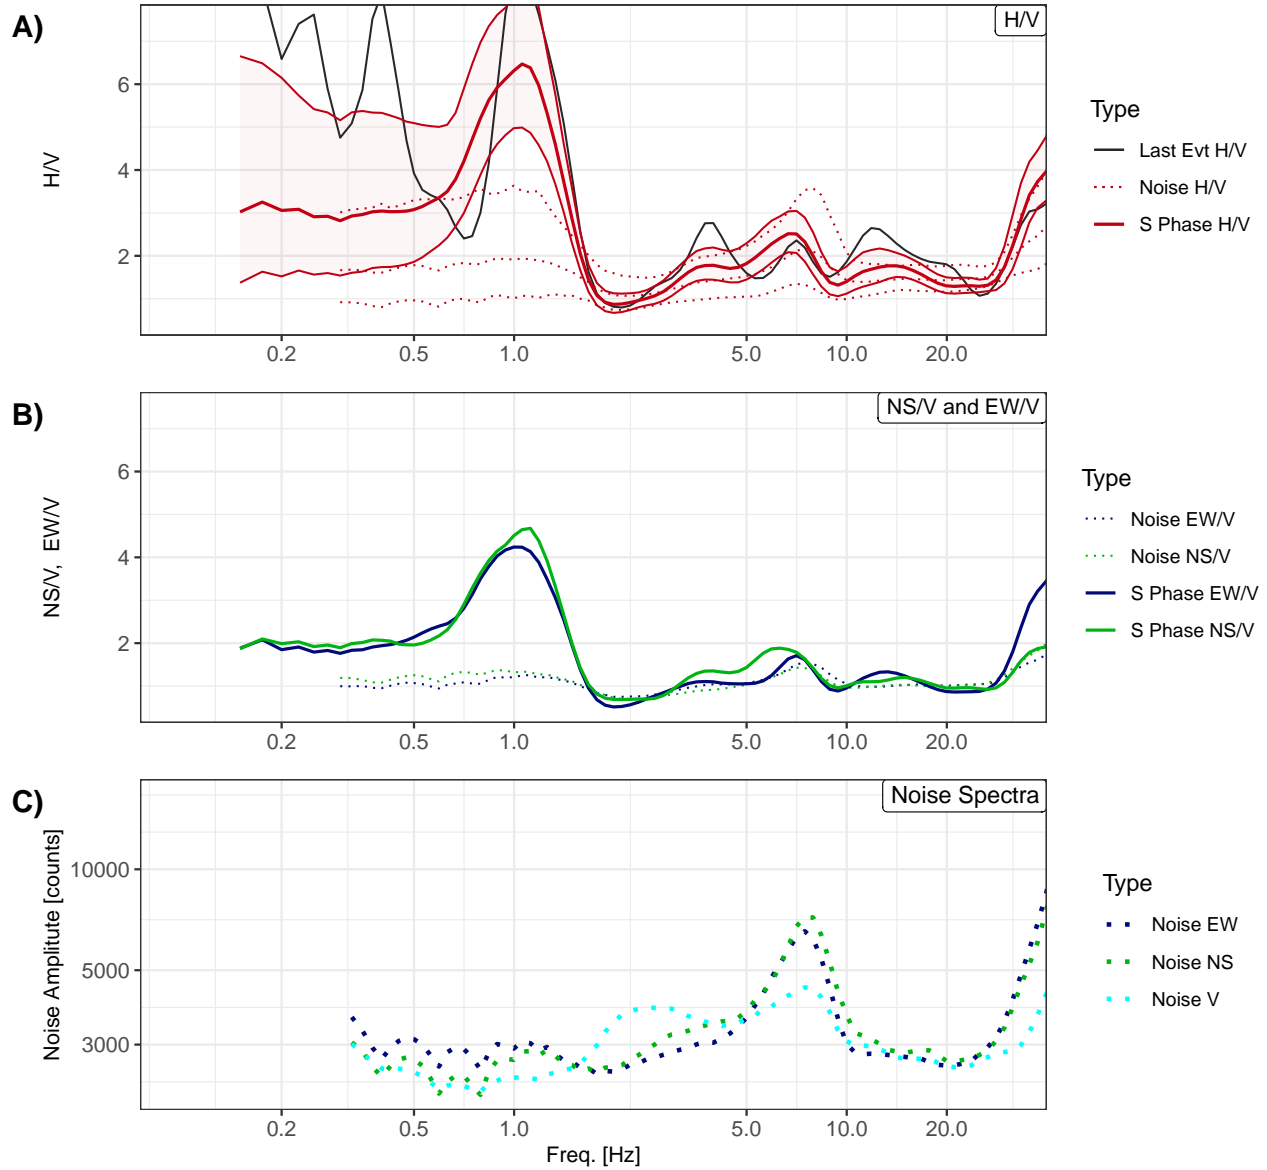 A)
H/V
6
4
2
H/V
0.2 0.5 1.0 5.0 10.0 20.0
Type
Last Evt H/V
Noise H/V
S Phase H/V
B)
NS/V and EW/V
6
4
2
NS/V, EW/V
0.2 0.5 1.0 5.0 10.0 20.0
Type
Noise EW/V
Noise NS/V
S Phase EW/V
S Phase NS/V
C)
Noise Spectra
10000
5000
3000
Noise Amplitute [counts]
0.2 0.5 1.0 5.0 10.0 20.0
Freq. [Hz]
Type
Noise EW
Noise NS
Noise V